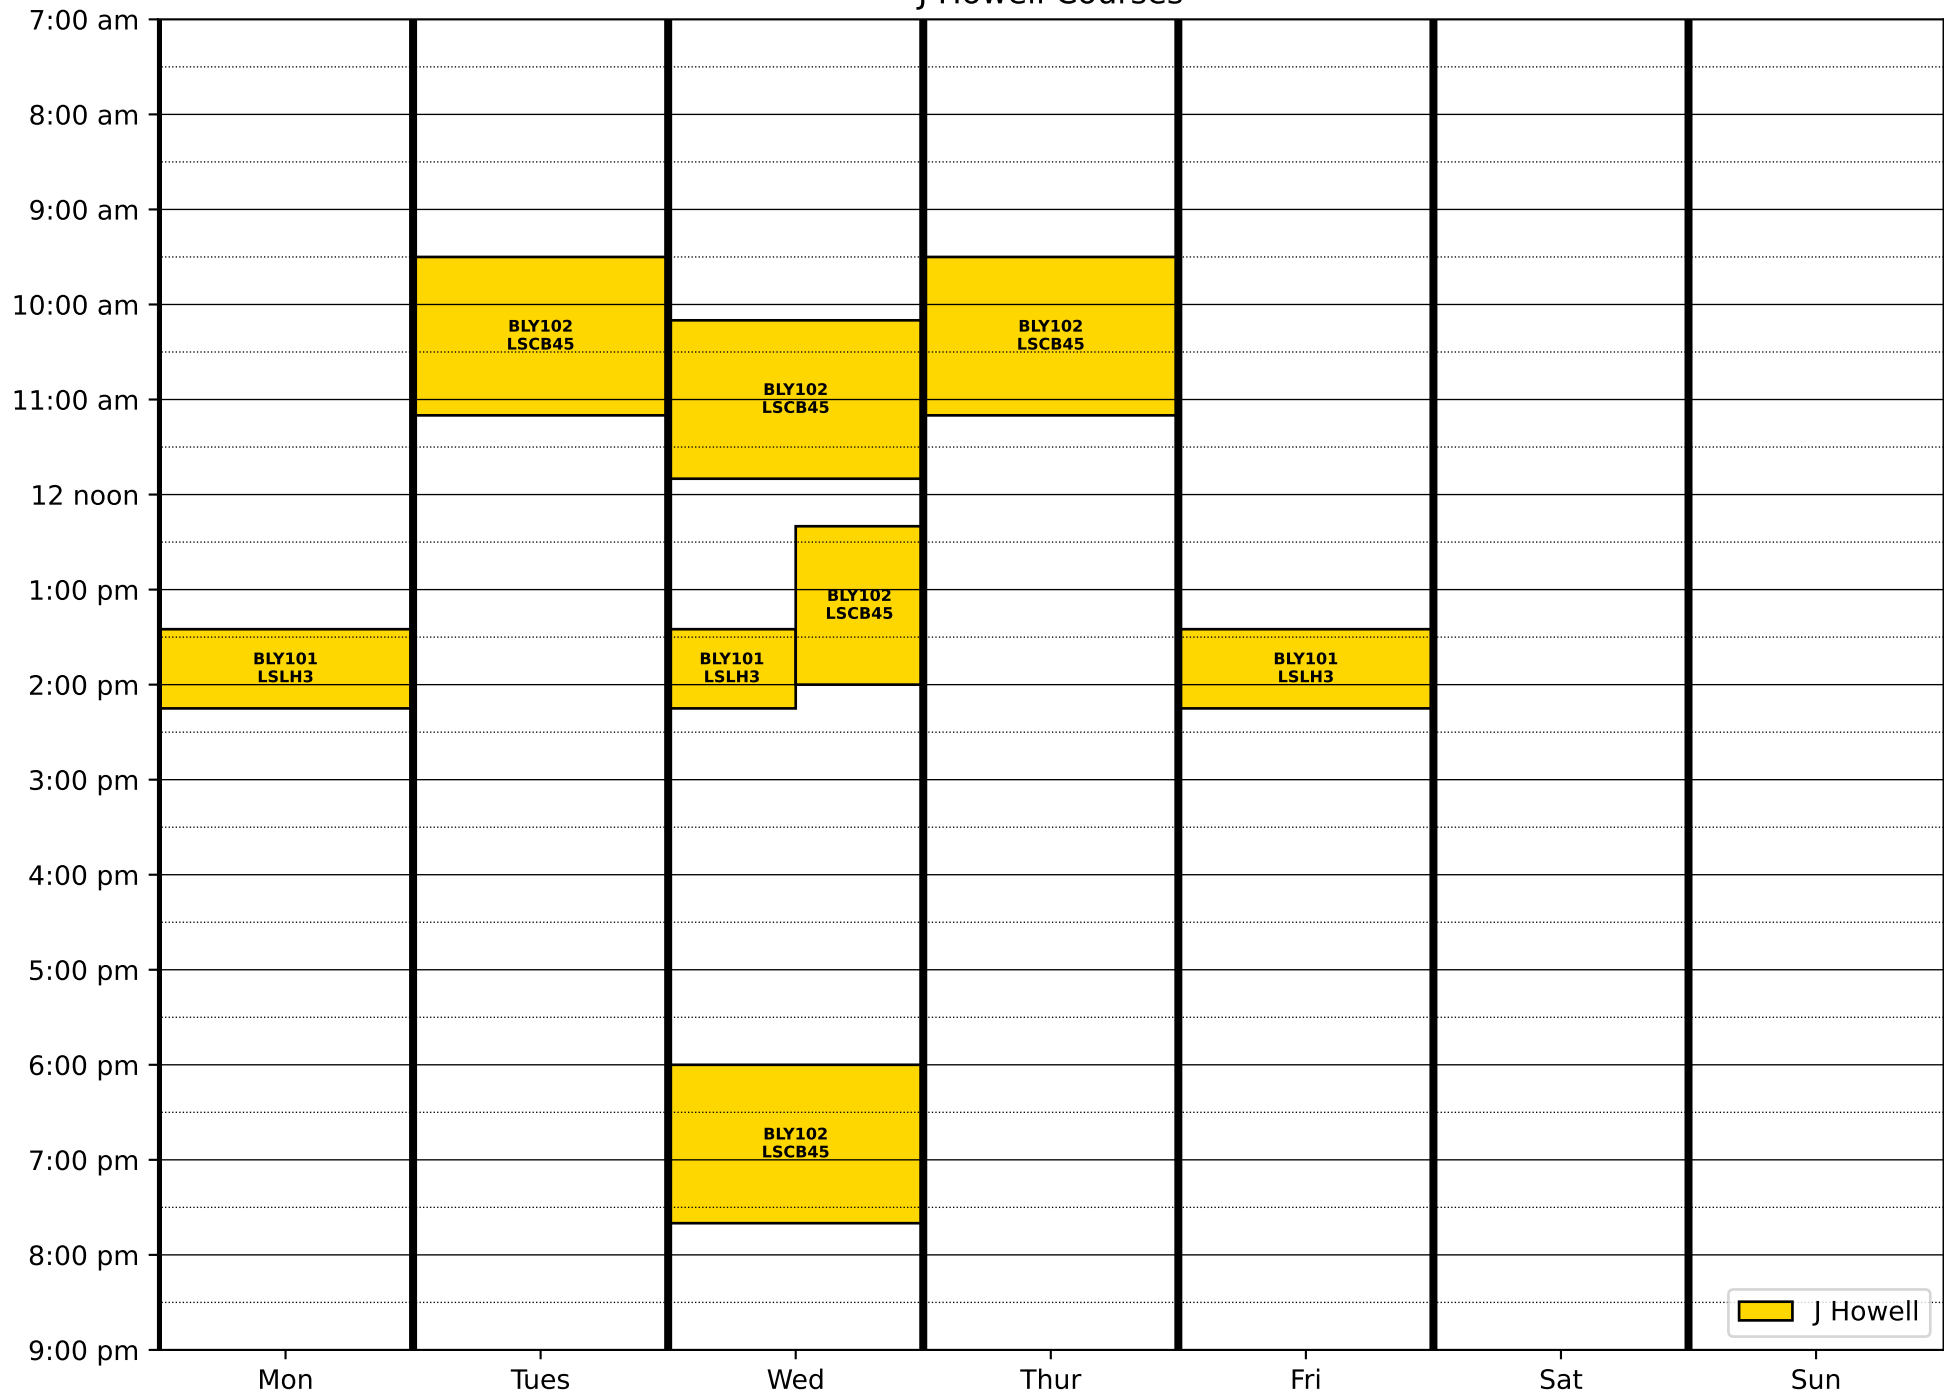 J Howell Courses
7:00 am
8:00 am
9:00 am
10:00 am
11:00 am
12 noon
1:00 pm
2:00 pm
3:00 pm
4:00 pm
5:00 pm
6:00 pm
7:00 pm
8:00 pm
9:00 pm
BLY101
LSLH3
BLY102
LSCB45
BLY102
LSCB45
BLY101
LSLH3
BLY102
LSCB45
BLY102
LSCB45
BLY102
LSCB45
BLY101
LSLH3
J Howell
Mon
Tues
Wed
Thur
Fri
Sat
Sun